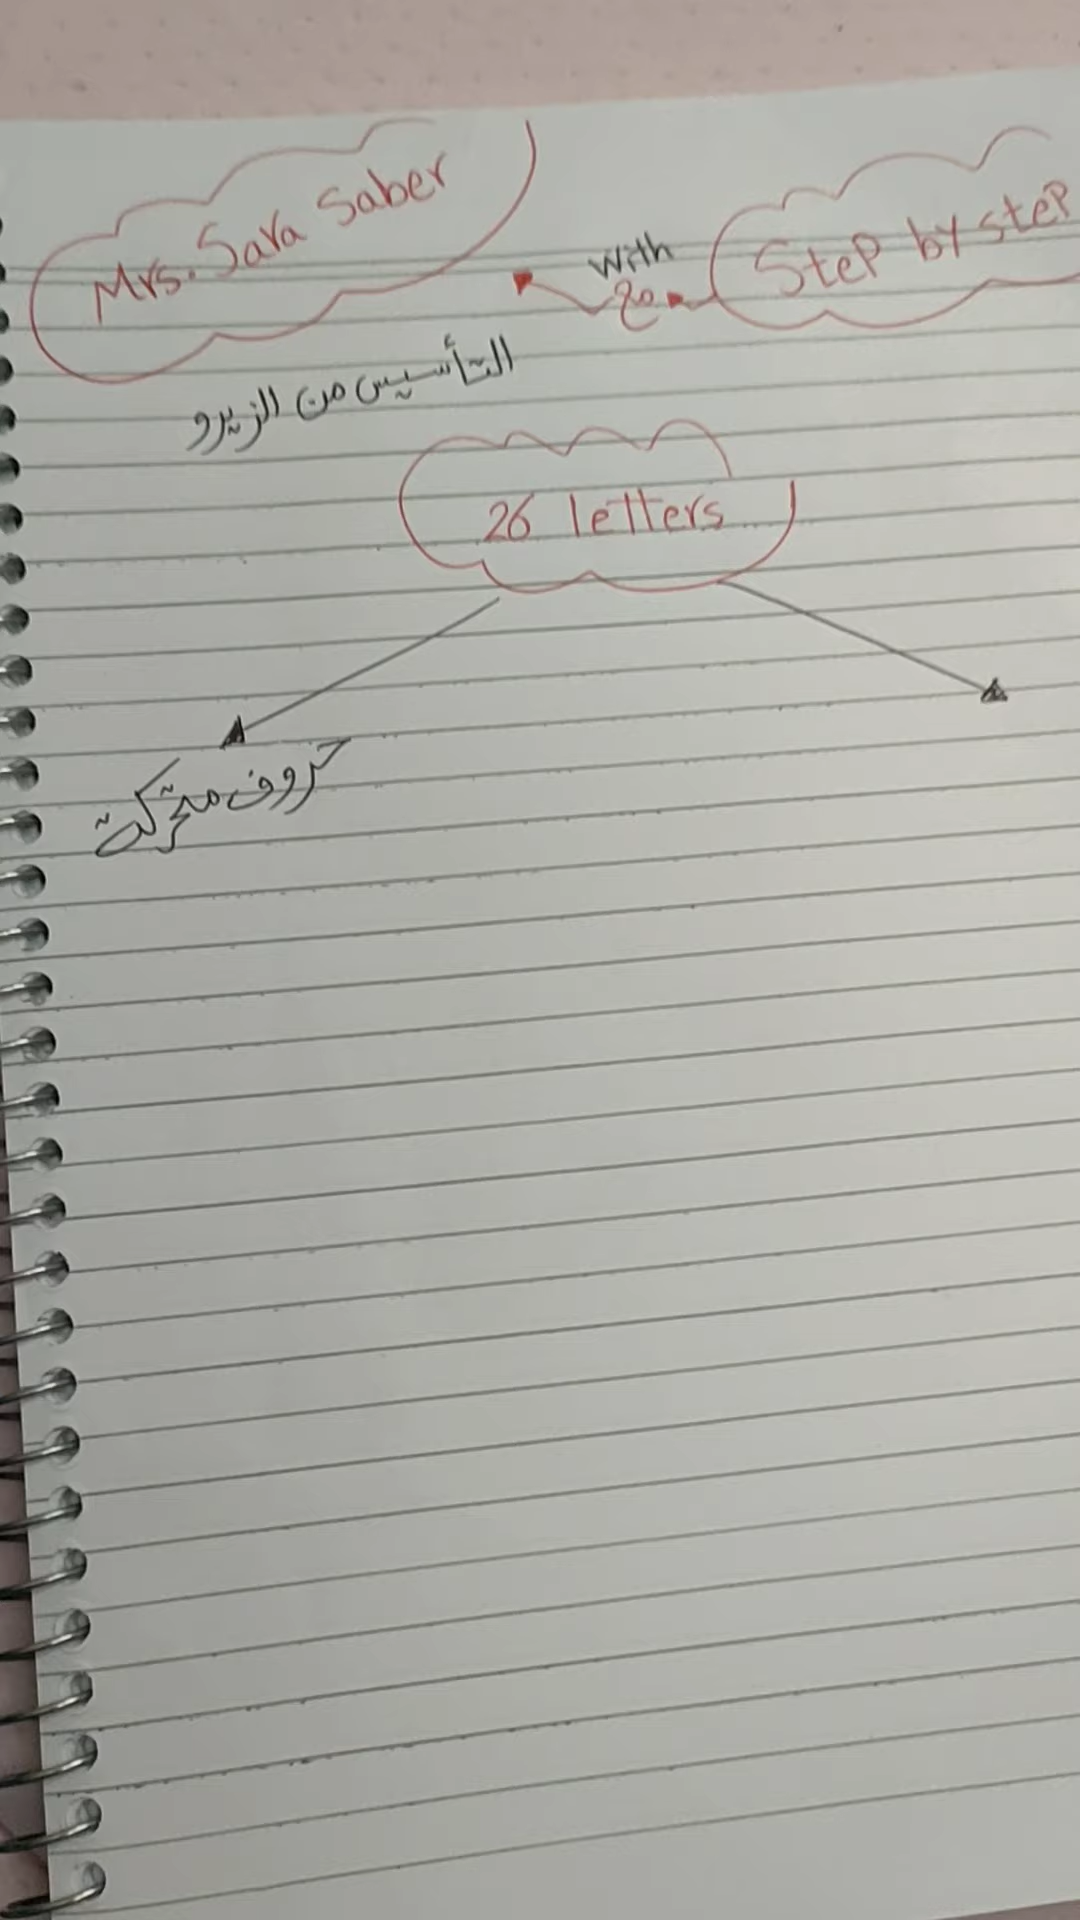 Mrs. Sara Saber
With
مع
Step by step
التأسيس من الزيرو
26 letters
حروف متحركة